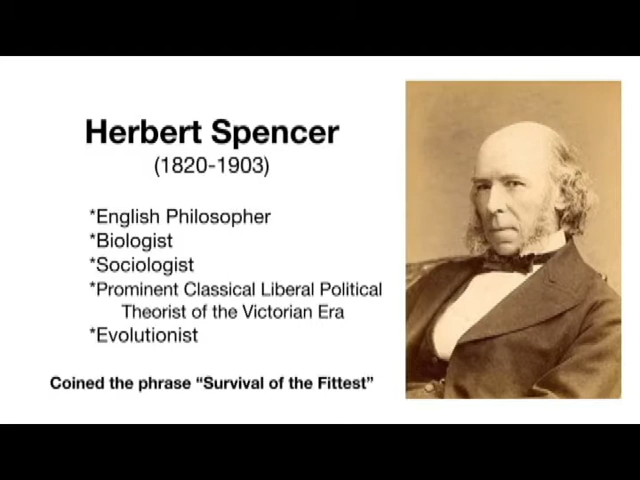 Herbert Spencer
(1820-1903)
*English Philosopher
*Biologist
*Sociologist
*Prominent Classical Liberal Political
Theorist of the Victorian Era
*Evolutionist
Coined the phrase “Survival of the Fittest”